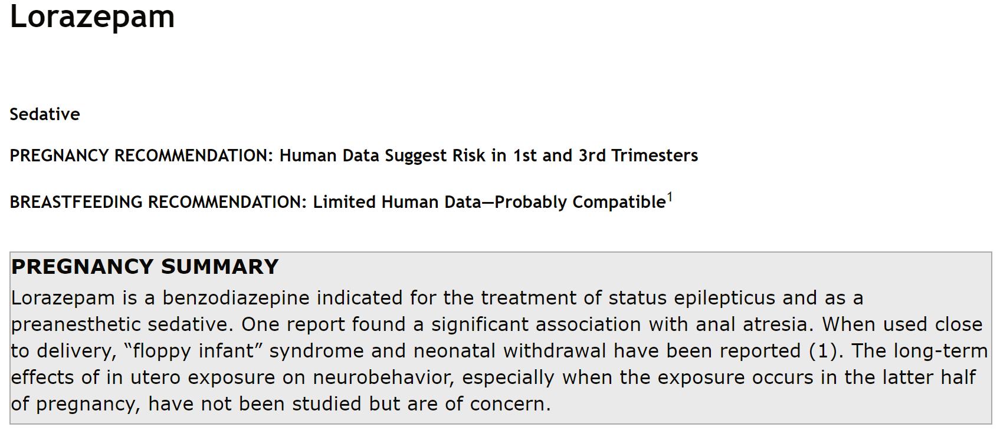 Lorazepam
Sedative
PREGNANCY RECOMMENDATION: Human Data Suggest Risk in 1st and 3rd Trimesters
BREASTFEEDING RECOMMENDATION: Limited Human Data—Probably Compatible¹
PREGNANCY SUMMARY
Lorazepam is a benzodiazepine indicated for the treatment of status epilepticus and as a
preanesthetic sedative. One report found a significant association with anal atresia. When used close
to delivery, “floppy infant” syndrome and neonatal withdrawal have been reported (1). The long-term
effects of in utero exposure on neurobehavior, especially when the exposure occurs in the latter half
of pregnancy, have not been studied but are of concern.